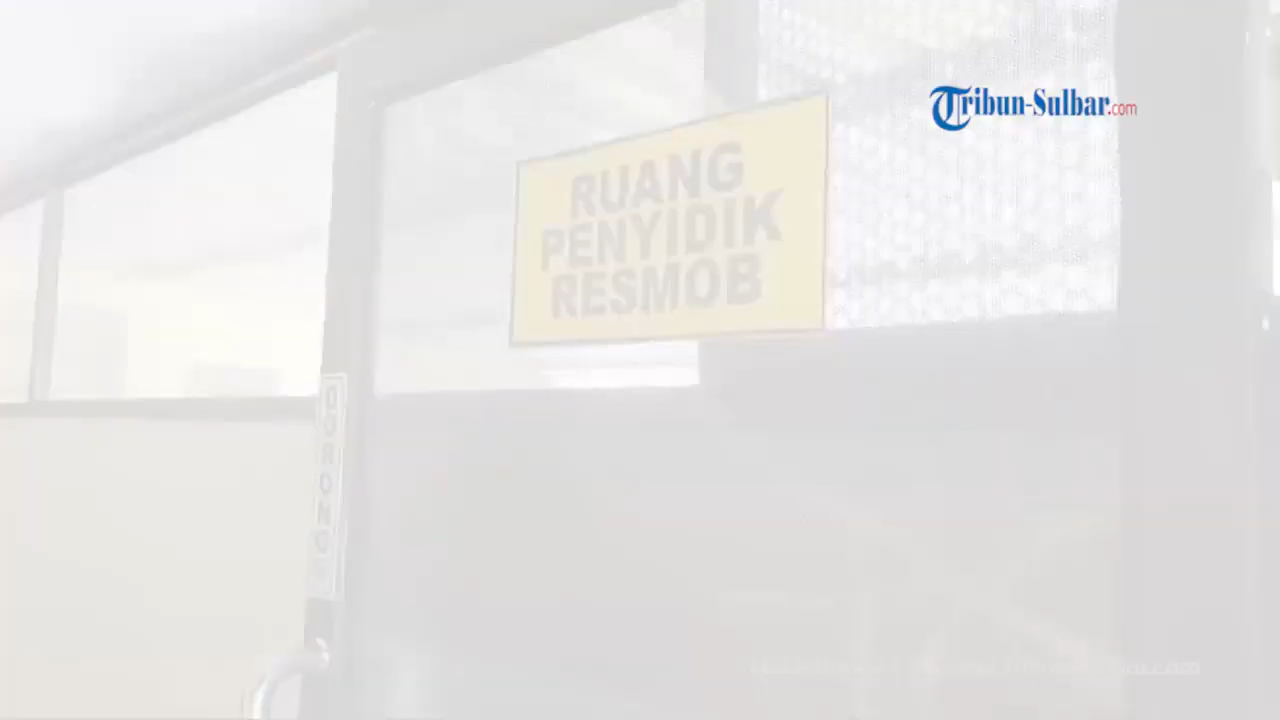 Tribun-Sulbar.com
RUANG
PENYIDIK
RESMOB
DORONG